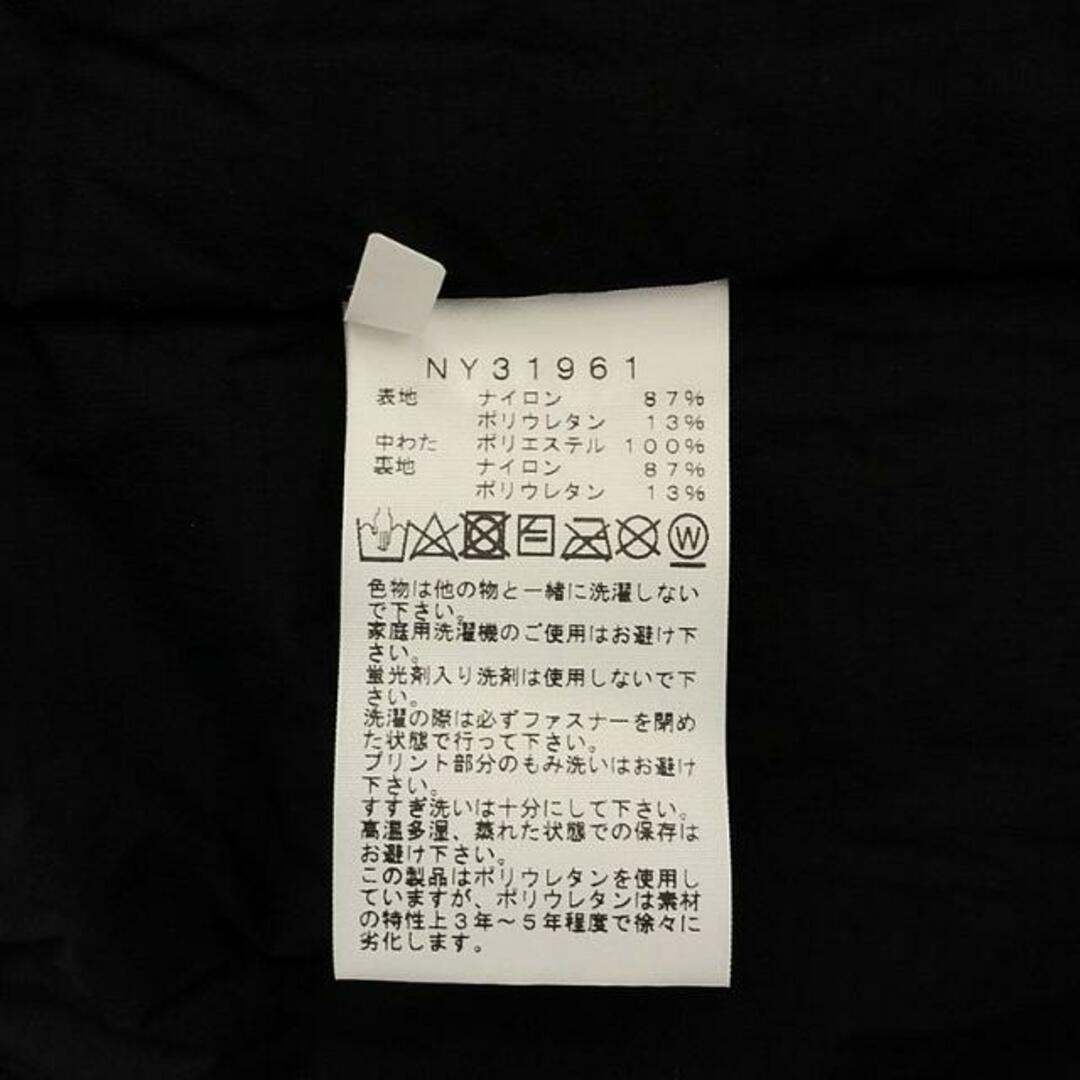 NY31961
表地 ナイロン 87%
ポリウレタン 13%
中わた ポリエステル 100%
裏地 ナイロン 87%
ポリウレタン 13%
W
色物は他の物と一緒に洗濯しない
で下さい。
家庭用洗濯機のご使用はお避け下
さい。
蛍光剤入り洗剤は使用しないで下
さい。
洗濯の際は必ずファスナーを閉め
た状態で行って下さい。
プリント部分のもみ洗いはお避け
下さい。
すすぎ洗いは十分にして下さい。
高温多湿、蒸れた状態での保存は
お避け下さい。
この製品はポリウレタンを使用し
ていますが、ポリウレタンは素材
の特性上3年～5年程度で徐々に
劣化します。